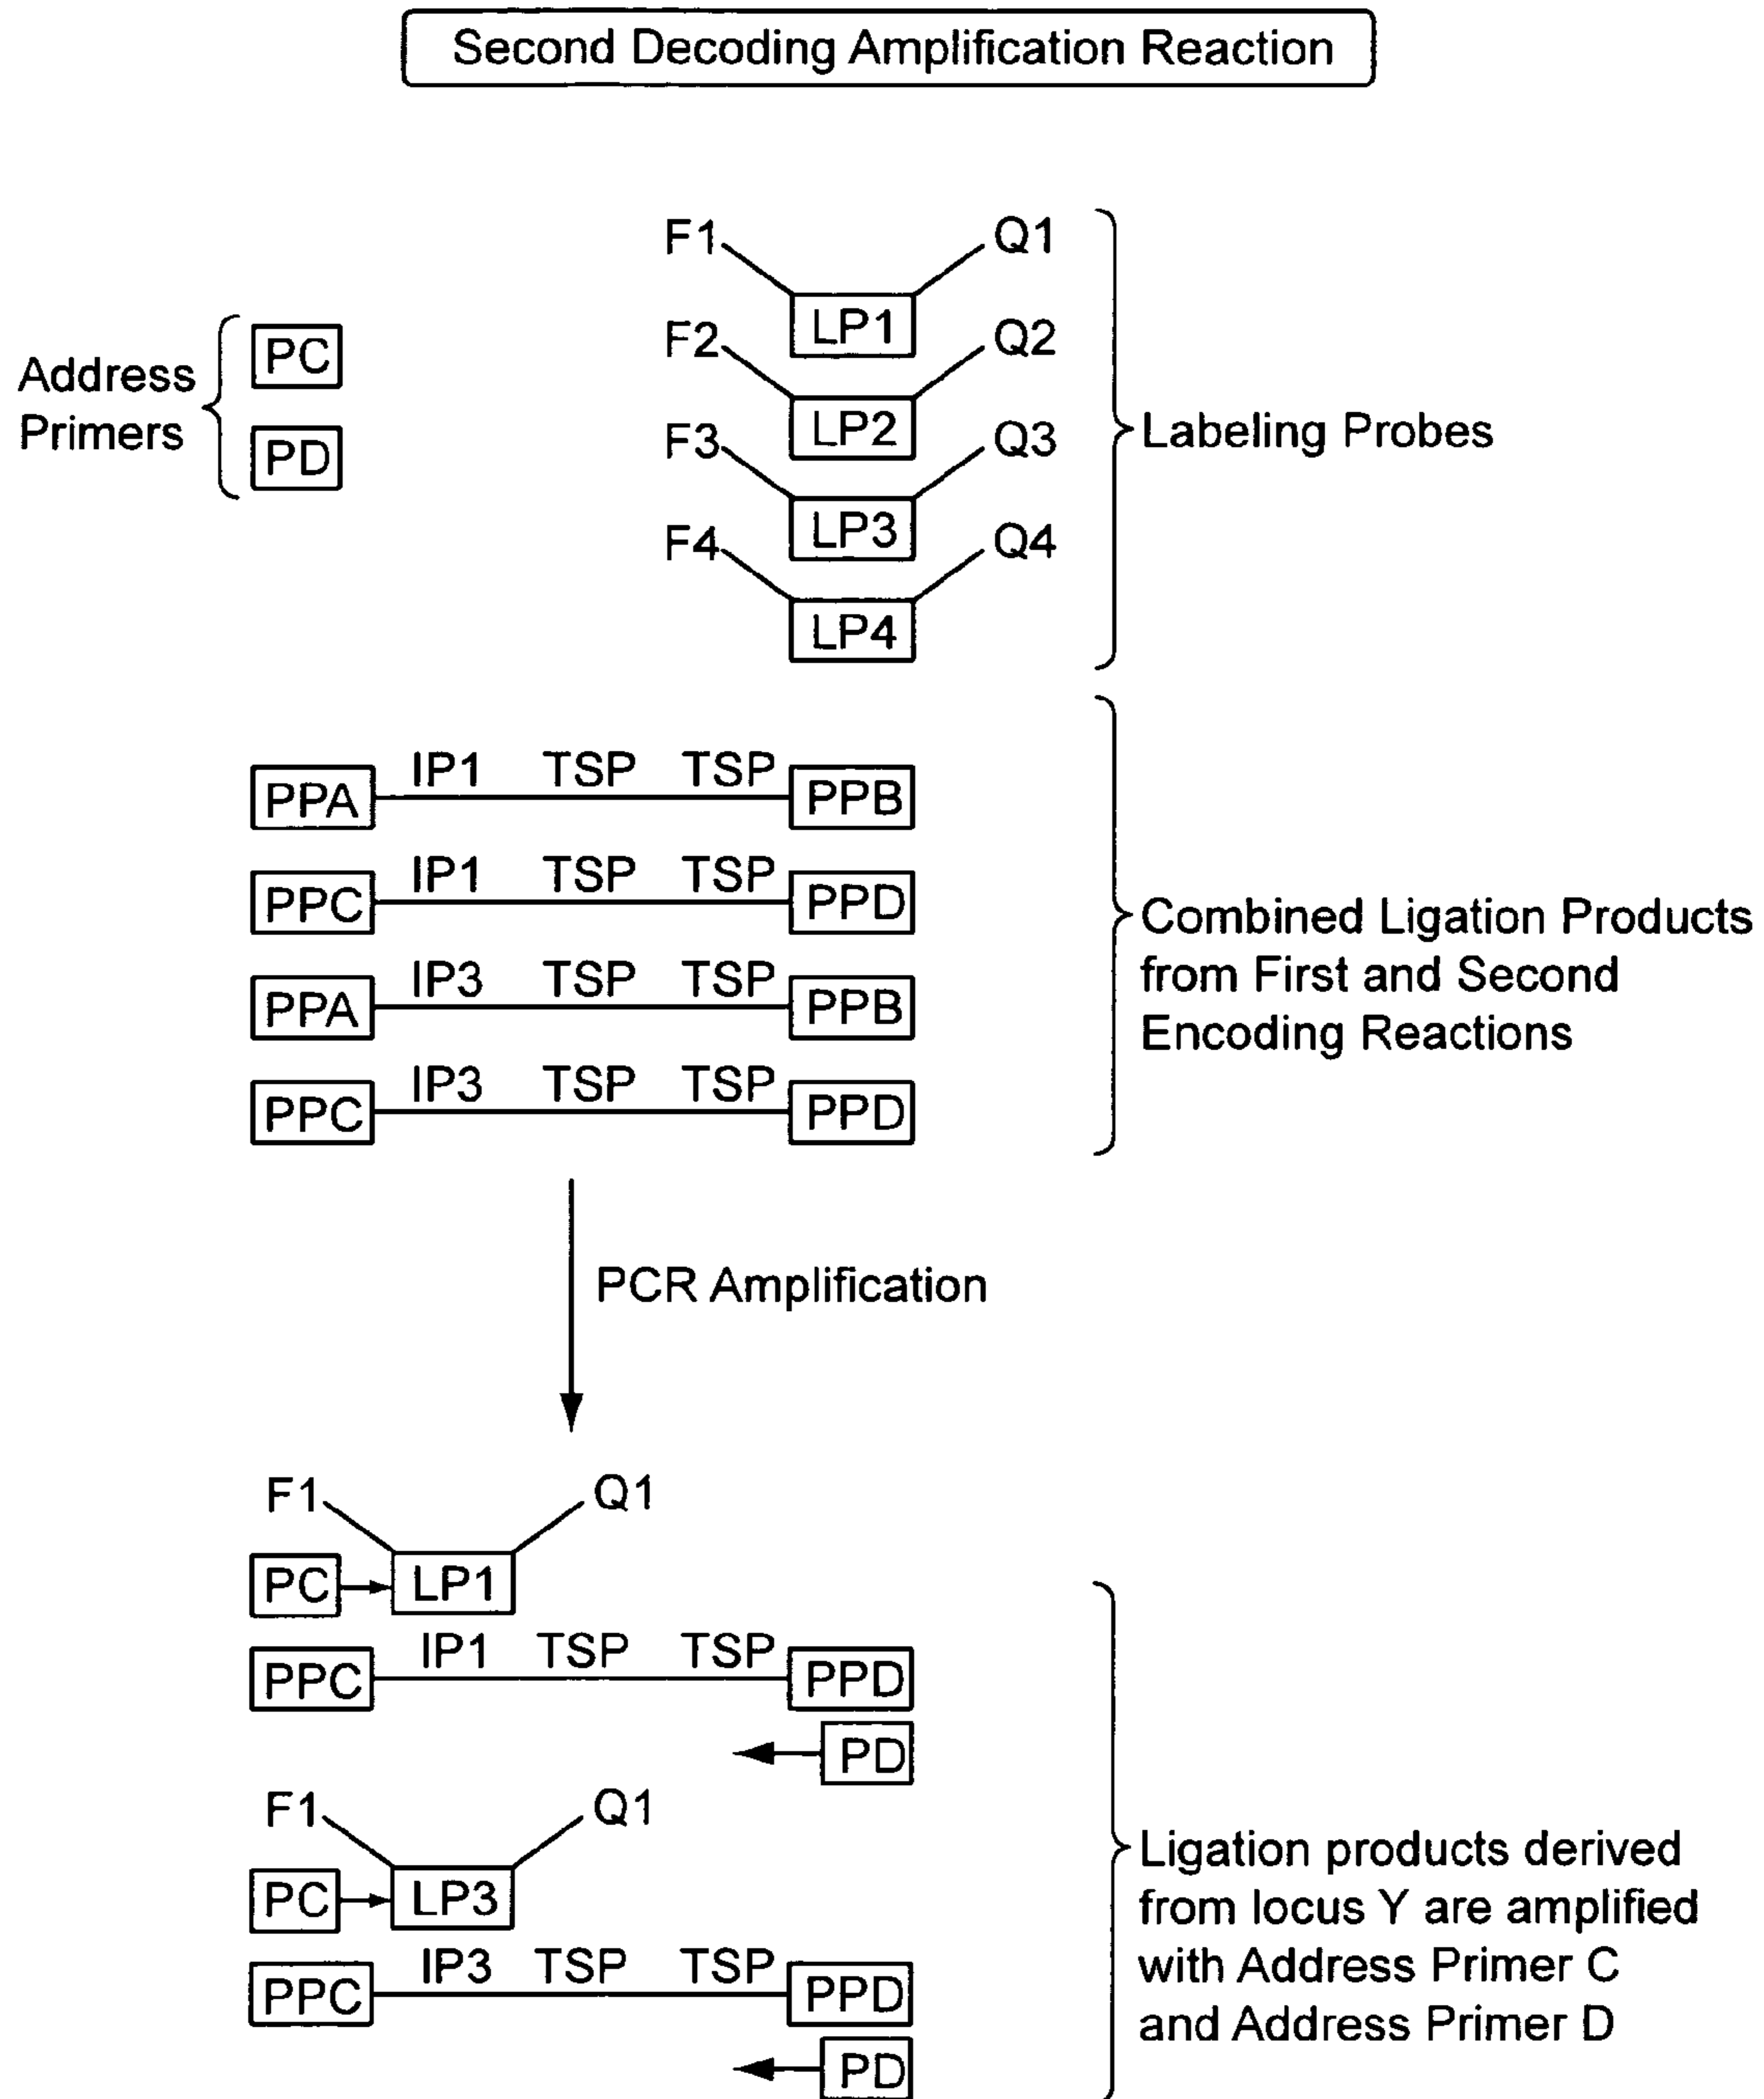 Second Decoding Amplification Reaction
F1 Q1
LP1
F2 Q2
LP2
F3 Q3
LP3
F4 Q4
LP4
Address
Primers
PC
PD
Labeling Probes
PPA IP1 TSP TSP PPB
PPC IP1 TSP TSP PPD
PPA IP3 TSP TSP PPB
PPC IP3 TSP TSP PPD
Combined Ligation Products
from First and Second
Encoding Reactions
PCR Amplification
F1 Q1
PC LP1
PPC IP1 TSP TSP PPD
PD
F1 Q1
PC LP3
PPC IP3 TSP TSP PPD
PD
Ligation products derived
from locus Y are amplified
with Address Primer C
and Address Primer D